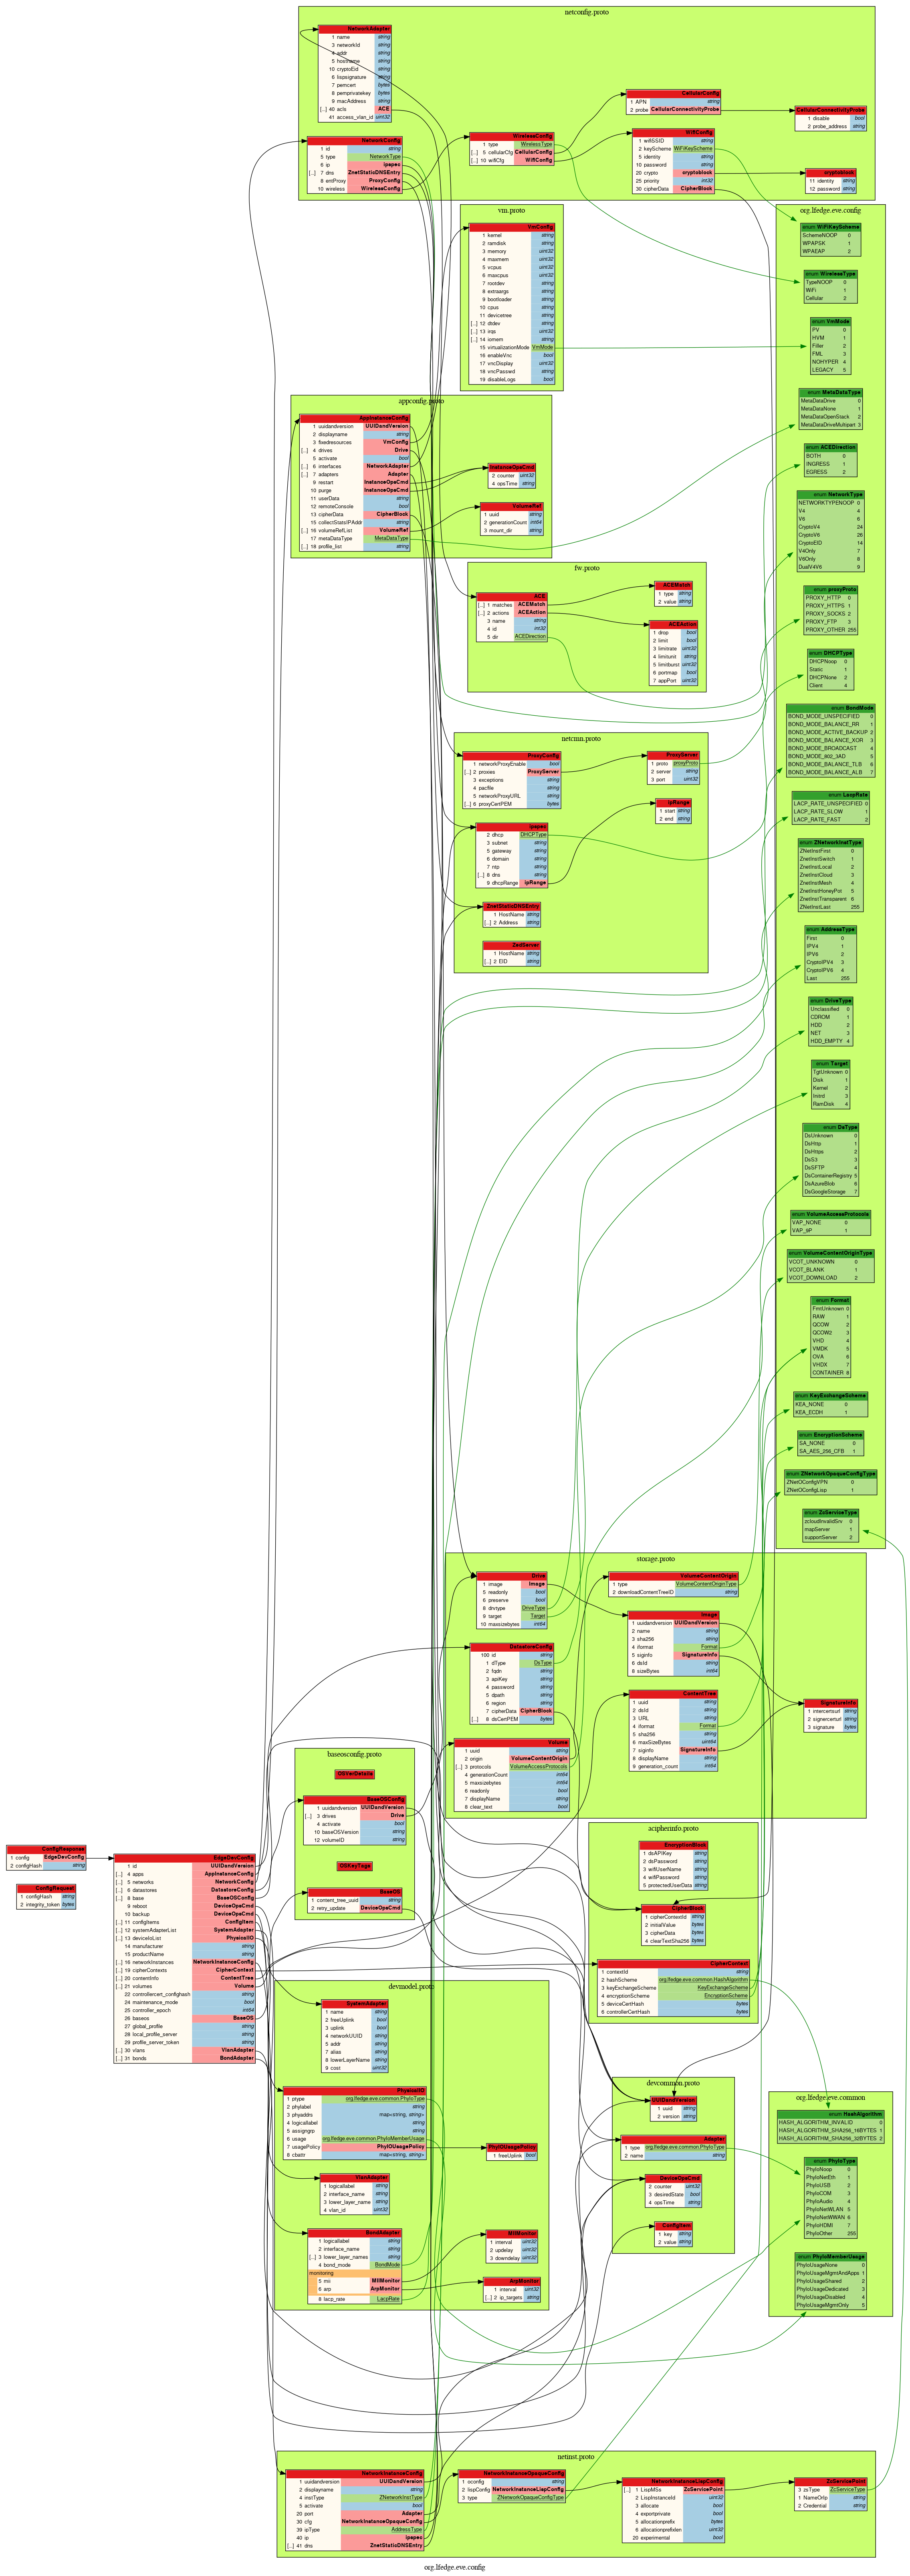 netconfig.proto
NetworkAdapter
1 name string
3 networkId string
4 addr string
5 hostname string
10 cryptoEid string
6 lispsignature string
7 pemcert bytes
8 pemprivatekey bytes
9 macAddress string
[...] 40 acls ACE
41 access_vlan_id uint32
NetworkConfig
1 id string
5 type NetworkType
6 ip ipspec
[...] 7 dns ZnetStaticDNSEntry
8 entProxy ProxyConfig
10 wireless WirelessConfig
WirelessConfig
1 type WirelessType
[...] 5 cellularCfg CellularConfig
[...] 10 wifiCfg WifiConfig
CellularConfig
1 APN string
2 probe CellularConnectivityProbe
WifiConfig
1 wifiSSID string
2 keyScheme WiFiKeyScheme
5 identity string
10 password string
20 crypto cryptoblock
25 priority int32
30 cipherData CipherBlock
CellularConnectivityProbe
1 disable bool
2 probe_address string
cryptoblock
11 identity string
12 password string
vm.proto
VmConfig
1 kernel string
2 ramdisk string
3 memory uint32
4 maxmem uint32
5 vcpus uint32
6 maxcpus uint32
7 rootdev string
8 extraargs string
9 bootloader string
10 cpus string
11 devicetree string
[...] 12 dtdev string
[...] 13 irqs uint32
[...] 14 iomem string
15 virtualizationMode VmMode
16 enableVnc bool
17 vncDisplay uint32
18 vncPasswd string
19 disableLogs bool
appconfig.proto
AppInstanceConfig
1 uuidandversion UUIDandVersion
2 displayname string
3 fixedresources VmConfig
[...] 4 drives Drive
5 activate bool
[...] 6 interfaces NetworkAdapter
[...] 7 adapters Adapter
9 restart InstanceOpsCmd
10 purge InstanceOpsCmd
11 userData string
12 remoteConsole bool
13 cipherData CipherBlock
15 collectStatsIPAddr string
[...] 16 volumeRefList VolumeRef
17 metaDataType MetaDataType
[...] 18 profile_list string
InstanceOpsCmd
2 counter uint32
4 opsTime string
VolumeRef
1 uuid string
2 generationCount int64
3 mount_dir string
fw.proto
ACE
[...] 1 matches ACEMatch
[...] 2 actions ACEAction
3 name string
4 id int32
5 dir ACEDirection
ACEMatch
1 type string
2 value string
ACEAction
1 drop bool
2 limit bool
3 limitrate uint32
4 limitunit string
5 limitburst uint32
6 portmap bool
7 appPort uint32
netcmn.proto
ProxyConfig
1 networkProxyEnable bool
[...] 2 proxies ProxyServer
3 exceptions string
4 pacfile string
5 networkProxyURL string
[...] 6 proxyCertPEM bytes
ProxyServer
1 proto proxyProto
2 server string
3 port uint32
ipRange
1 start string
2 end string
ipspec
2 dhcp DHCPType
3 subnet string
5 gateway string
6 domain string
7 ntp string
[...] 8 dns string
9 dhcpRange ipRange
ZnetStaticDNSEntry
1 HostName string
[...] 2 Address string
ZedServer
1 HostName string
[...] 2 EID string
org.lfedge.eve.config
enum WiFiKeyScheme
SchemeNOOP 0
WPAPSK 1
WPAEAP 2
enum WirelessType
TypeNOOP 0
WiFi 1
Cellular 2
enum VmMode
PV 0
HVM 1
Filler 2
FML 3
NOHYPER 4
LEGACY 5
enum MetaDataType
MetaDataDrive 0
MetaDataNone 1
MetaDataOpenStack 2
MetaDataDriveMultipart 3
enum ACEDirection
BOTH 0
INGRESS 1
EGRESS 2
enum NetworkType
NETWORKTYPENOOP 0
V4 4
V6 6
CryptoV4 24
CryptoV6 26
CryptoEID 14
V4Only 7
V6Only 8
DualV4V6 9
enum proxyProto
PROXY_HTTP 0
PROXY_HTTPS 1
PROXY_SOCKS 2
PROXY_FTP 3
PROXY_OTHER 255
enum DHCPType
DHCPNoop 0
Static 1
DHCPNone 2
Client 4
enum BondMode
BOND_MODE_UNSPECIFIED 0
BOND_MODE_BALANCE_RR 1
BOND_MODE_ACTIVE_BACKUP 2
BOND_MODE_BALANCE_XOR 3
BOND_MODE_BROADCAST 4
BOND_MODE_802_3AD 5
BOND_MODE_BALANCE_TLB 6
BOND_MODE_BALANCE_ALB 7
enum LacpRate
LACP_RATE_UNSPECIFIED 0
LACP_RATE_SLOW 1
LACP_RATE_FAST 2
enum ZNetworkInstType
ZNetInstFirst 0
ZnetInstSwitch 1
ZnetInstLocal 2
ZnetInstCloud 3
ZnetInstMesh 4
ZnetInstHoneyPot 5
ZnetInstTransparent 6
ZNetInstLast 255
enum AddressType
First 0
IPV4 1
IPV6 2
CryptoIPV4 3
CryptoIPV6 4
Last 255
enum DriveType
Unclassified 0
CDROM 1
HDD 2
NET 3
HDD_EMPTY 4
enum Target
TgtUnknown 0
Disk 1
Kernel 2
Initrd 3
RamDisk 4
enum DsType
DsUnknown 0
DsHttp 1
DsHttps 2
DsS3 3
DsSFTP 4
DsContainerRegistry 5
DsAzureBlob 6
DsGoogleStorage 7
enum VolumeAccessProtocols
VAP_NONE 0
VAP_9P 1
enum VolumeContentOriginType
VCOT_UNKNOWN 0
VCOT_BLANK 1
VCOT_DOWNLOAD 2
enum Format
FmtUnknown 0
RAW 1
QCOW 2
QCOW2 3
VHD 4
VMDK 5
OVA 6
VHDX 7
CONTAINER 8
enum KeyExchangeScheme
KEA_NONE 0
KEA_ECDH 1
enum EncryptionScheme
SA_NONE 0
SA_AES_256_CFB 1
enum ZNetworkOpaqueConfigType
ZNetOConfigVPN 0
ZNetOConfigLisp 1
enum ZcServiceType
zcloudInvalidSrv 0
mapServer 1
supportServer 2
storage.proto
Drive
1 image Image
5 readonly bool
6 preserve bool
8 drvtype DriveType
9 target Target
10 maxsizebytes int64
VolumeContentOrigin
1 type VolumeContentOriginType
2 downloadContentTreeID string
Image
1 uuidandversion UUIDandVersion
2 name string
3 sha256 string
4 iformat Format
5 siginfo SignatureInfo
6 dsId string
8 sizeBytes int64
DatastoreConfig
100 id string
1 dType DsType
2 fqdn string
3 apiKey string
4 password string
5 dpath string
6 region string
7 cipherData CipherBlock
[...] 8 dsCertPEM bytes
ContentTree
1 uuid string
2 dsId string
3 URL string
4 iformat Format
5 sha256 string
6 maxSizeBytes uint64
7 siginfo SignatureInfo
8 displayName string
9 generation_count int64
SignatureInfo
1 intercertsurl string
2 signercerturl string
3 signature bytes
Volume
1 uuid string
2 origin VolumeContentOrigin
[...] 3 protocols VolumeAccessProtocols
4 generationCount int64
5 maxsizebytes int64
6 readonly bool
7 displayName string
8 clear_text bool
baseosconfig.proto
OSVerDetails
BaseOSConfig
1 uuidandversion UUIDandVersion
[...] 3 drives Drive
4 activate bool
10 baseOSVersion string
12 volumeID string
OSKeyTags
BaseOS
1 content_tree_uuid string
2 retry_update DeviceOpsCmd
acipherinfo.proto
EncryptionBlock
1 dsAPIKey string
2 dsPassword string
3 wifiUserName string
4 wifiPassword string
5 protectedUserData string
CipherBlock
1 cipherContextId string
2 initialValue bytes
3 cipherData bytes
4 clearTextSha256 bytes
CipherContext
1 contextId string
2 hashScheme org.lfedge.eve.common.HashAlgorithm
3 keyExchangeScheme KeyExchangeScheme
4 encryptionScheme EncryptionScheme
5 deviceCertHash bytes
6 controllerCertHash bytes
ConfigResponse
1 config EdgeDevConfig
2 configHash string
ConfigRequest
1 configHash string
2 integrity_token bytes
EdgeDevConfig
1 id UUIDandVersion
[...] 4 apps AppInstanceConfig
[...] 5 networks NetworkConfig
[...] 6 datastores DatastoreConfig
[...] 8 base BaseOSConfig
9 reboot DeviceOpsCmd
10 backup DeviceOpsCmd
[...] 11 configItems ConfigItem
[...] 12 systemAdapterList SystemAdapter
[...] 13 deviceIoList PhysicalIO
14 manufacturer string
15 productName string
[...] 16 networkInstances NetworkInstanceConfig
[...] 19 cipherContexts CipherContext
[...] 20 contentInfo ContentTree
[...] 21 volumes Volume
22 controllercert_confighash string
24 maintenance_mode bool
25 controller_epoch int64
26 baseos BaseOS
27 global_profile string
28 local_profile_server string
29 profile_server_token string
[...] 30 vlans VlanAdapter
[...] 31 bonds BondAdapter
devmodel.proto
SystemAdapter
1 name string
2 freeUplink bool
3 uplink bool
4 networkUUID string
5 addr string
7 alias string
8 lowerLayerName string
9 cost uint32
PhysicalIO
1 ptype org.lfedge.eve.common.PhyIoType
2 phylabel string
3 phyaddrs map<string, string>
4 logicallabel string
5 assigngrp string
6 usage org.lfedge.eve.common.PhyIoMemberUsage
7 usagePolicy PhyIOUsagePolicy
8 cbattr map<string, string>
PhyIOUsagePolicy
1 freeUplink bool
VlanAdapter
1 logicallabel string
2 interface_name string
3 lower_layer_name string
4 vlan_id uint32
BondAdapter
1 logicallabel string
2 interface_name string
[...] 3 lower_layer_names string
4 bond_mode BondMode
monitoring
5 mii MIIMonitor
6 arp ArpMonitor
8 lacp_rate LacpRate
MIIMonitor
1 interval uint32
2 updelay uint32
3 downdelay uint32
ArpMonitor
1 interval uint32
[...] 2 ip_targets string
devcommon.proto
UUIDandVersion
1 uuid string
2 version string
Adapter
1 type org.lfedge.eve.common.PhyIoType
2 name string
DeviceOpsCmd
2 counter uint32
3 desiredState bool
4 opsTime string
ConfigItem
1 key string
2 value string
org.lfedge.eve.common
enum HashAlgorithm
HASH_ALGORITHM_INVALID 0
HASH_ALGORITHM_SHA256_16BYTES 1
HASH_ALGORITHM_SHA256_32BYTES 2
enum PhyIoType
PhyIoNoop 0
PhyIoNetEth 1
PhyIoUSB 2
PhyIoCOM 3
PhyIoAudio 4
PhyIoNetWLAN 5
PhyIoNetWWAN 6
PhyIoHDMI 7
PhyIoOther 255
enum PhyIoMemberUsage
PhyIoUsageNone 0
PhyIoUsageMgmtAndApps 1
PhyIoUsageShared 2
PhyIoUsageDedicated 3
PhyIoUsageDisabled 4
PhyIoUsageMgmtOnly 5
netinst.proto
NetworkInstanceConfig
1 uuidandversion UUIDandVersion
2 displayname string
4 instType ZNetworkInstType
5 activate bool
20 port Adapter
30 cfg NetworkInstanceOpaqueConfig
39 ipType AddressType
40 ip ipspec
[...] 41 dns ZnetStaticDNSEntry
NetworkInstanceOpaqueConfig
1 oconfig string
2 lispConfig NetworkInstanceLispConfig
3 type ZNetworkOpaqueConfigType
NetworkInstanceLispConfig
[...] 1 LispMSs ZcServicePoint
2 LispInstanceId uint32
3 allocate bool
4 exportprivate bool
5 allocationprefix bytes
6 allocationprefixlen uint32
20 experimental bool
ZcServicePoint
3 zsType ZcServiceType
1 NameOrIp string
2 Credential string
org.lfedge.eve.config